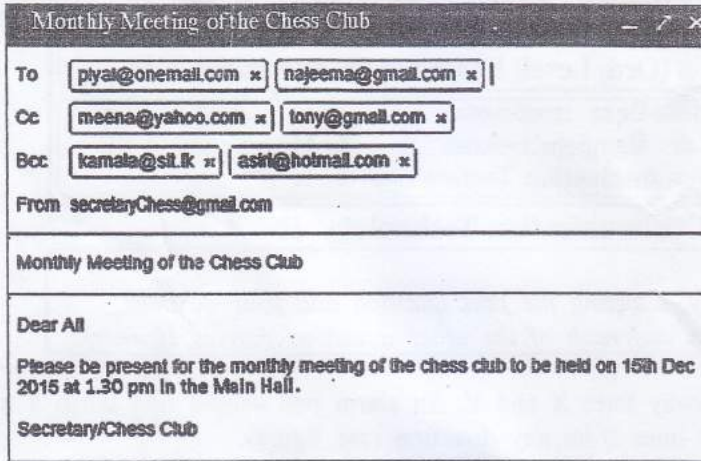 Monthly Meeting of the Chess Club
To piyal@onemail.com × najeema@gmail.com ×
Cc meena@yahoo.com × tony@gmail.com ×
Bcc kamala@slt.lk × asiri@hotmail.com ×
From secretaryChess@gmail.com
Monthly Meeting of the Chess Club
Dear All
Please be present for the monthly meeting of the chess club to be held on 15th Dec
2015 at 1.30 pm in the Main Hall.
Secretary/Chess Club